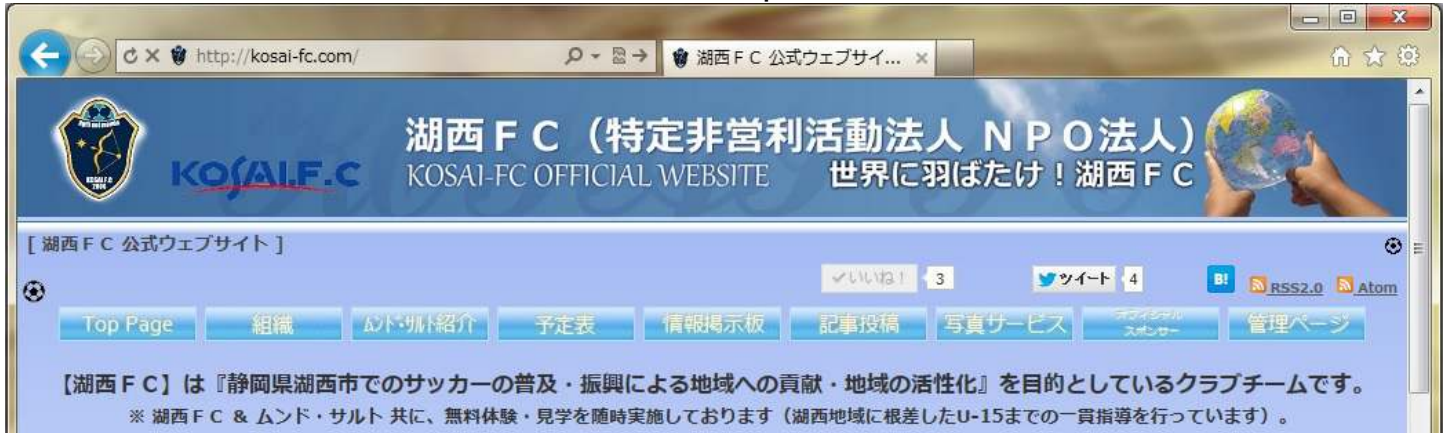 http://kosai-fc.com/
湖西ＦＣ 公式ウェブサイ...
湖西ＦＣ（特定非営利活動法人 ＮＰＯ法人）
KOSAI.F.C
KOSAI-FC OFFICIAL WEBSITE 世界に羽ばたけ！湖西ＦＣ
[ 湖西ＦＣ 公式ウェブサイト ]
いいね！ 3 ツイート 4 B! RSS2.0 Atom
Top Page 組織 ムンド・サルト紹介 予定表 情報掲示板 記事投稿 写真サービス オフィシャルスポンサー 管理ページ
【湖西ＦＣ】は『静岡県湖西市でのサッカーの普及・振興による地域への貢献・地域の活性化』を目的としているクラブチームです。
※ 湖西ＦＣ ＆ ムンド・サルト 共に、無料体験・見学を随時実施しております（湖西地域に根差したU-15までの一貫指導を行っています）。